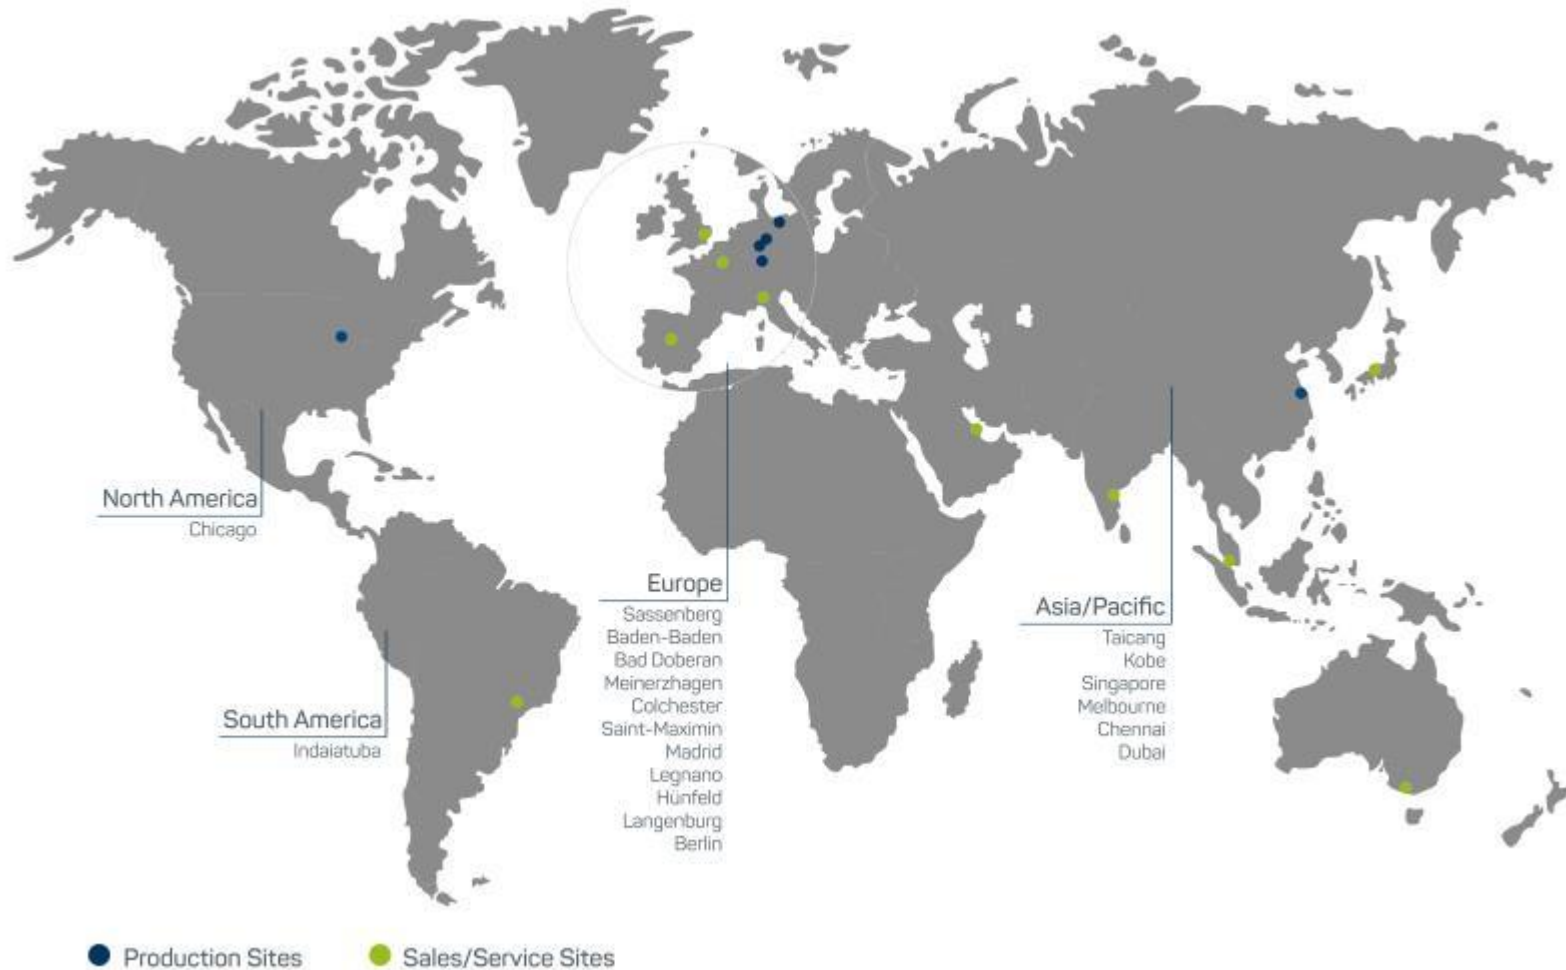 North America
Chicago
South America
Indaiatuba
Europe
Sassenberg
Baden-Baden
Bad Doberan
Meinerzhagen
Colchester
Saint-Maximin
Madrid
Legnano
Hünfeld
Langenburg
Berlin
Asia/Pacific
Taicang
Kobe
Singapore
Melbourne
Chennai
Dubai
Production Sites
Sales/Service Sites